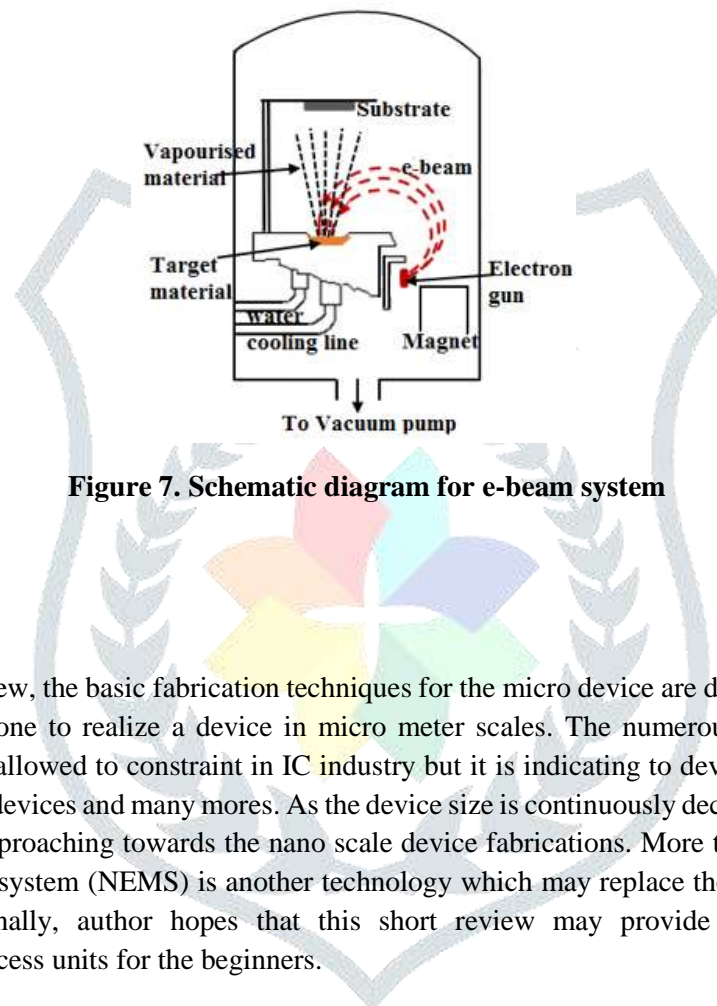 Substrate
Vapourised
material
e-beam
Target
material
Electron
gun
water
cooling line
Magnet
To Vacuum pump
Figure 7. Schematic diagram for e-beam system
ew, the basic fabrication techniques for the micro device are d
one to realize a device in micro meter scales. The numerou
allowed to constraint in IC industry but it is indicating to dev
devices and many mores. As the device size is continuously dec
proaching towards the nano scale device fabrications. More t
system (NEMS) is another technology which may replace the
nally, author hopes that this short review may provide
cess units for the beginners.